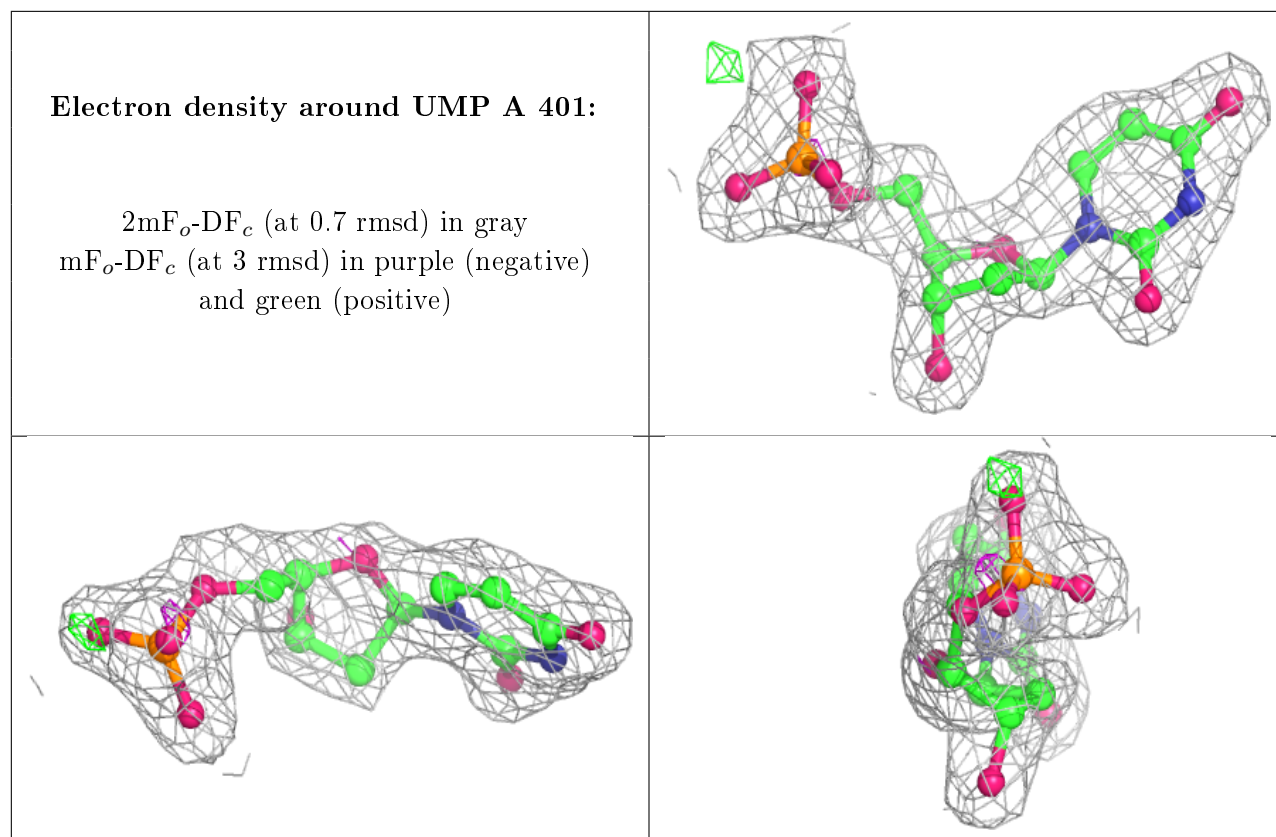 Electron density around UMP A 401:
2mFₒ-DF𝒸 (at 0.7 rmsd) in gray
mFₒ-DF𝒸 (at 3 rmsd) in purple (negative)
and green (positive)